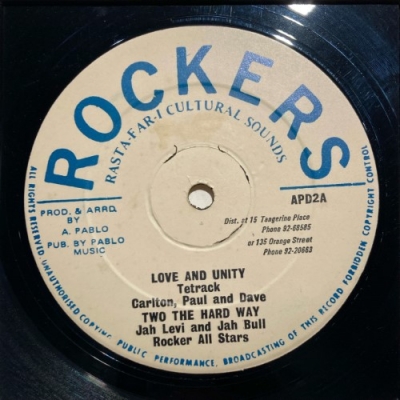 ROCKERS
RASTA-FAR-I CULTURAL SOUNDS
APD2A
PROD. & ARRD.
BY
A. PABLO
PUB. BY PABLO
MUSIC
Dist. at 15 Tangerine Place
Phone 92-68585
or 135 Orange Street
Phone 92-20663
LOVE AND UNITY
Tetrack
Carlton, Paul and Dave
TWO THE HARD WAY
Jah Levi and Jah Bull
Rocker All Stars
ALL RIGHTS RESERVED UNAUTHORISED COPYING, PUBLIC PERFORMANCE, BROADCASTING OF THIS RECORD FORBIDDEN COPYRIGHT CONTROL